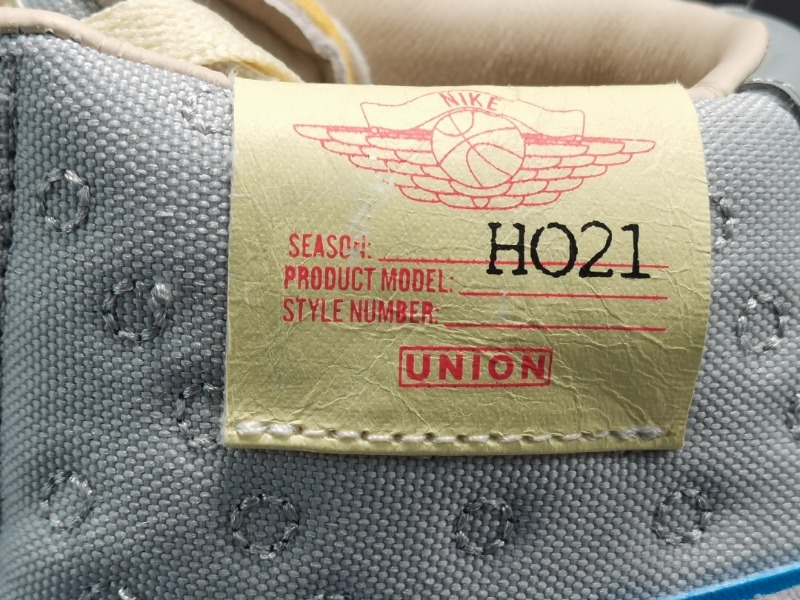 NIKE
SEASON: HO21
PRODUCT MODEL:
STYLE NUMBER:
UNION